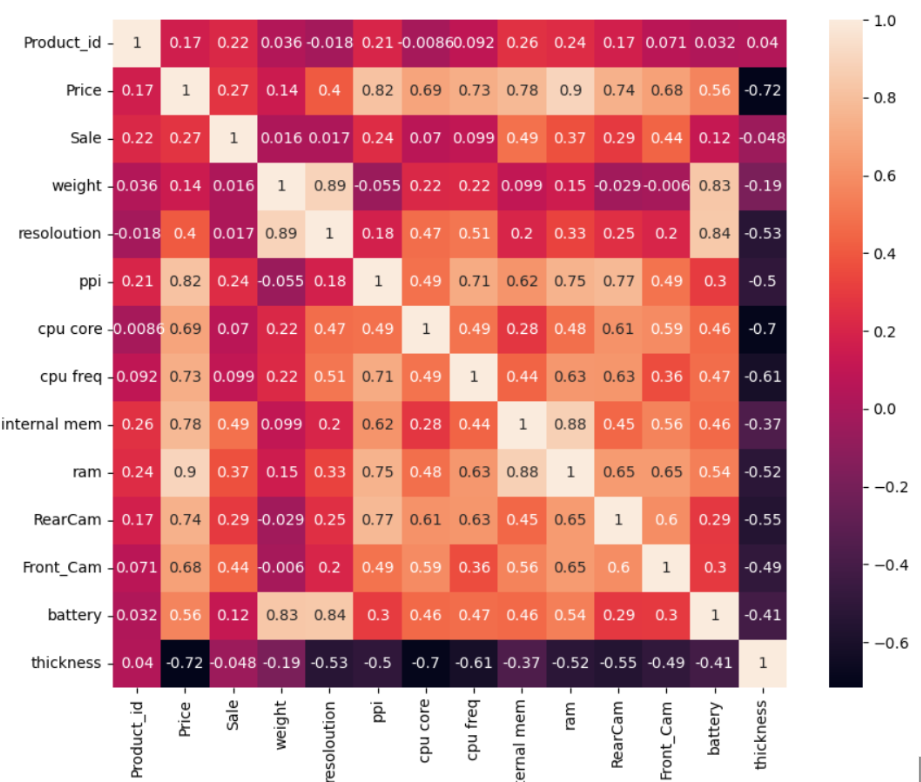 Product_id 1 0.17 0.22 0.036 -0.018 0.21 -0.0086 0.092 0.26 0.24 0.17 0.071 0.032 0.04
Price 0.17 1 0.27 0.14 0.4 0.82 0.69 0.73 0.78 0.9 0.74 0.68 0.56 -0.72
Sale 0.22 0.27 1 0.016 0.017 0.24 0.07 0.099 0.49 0.37 0.29 0.44 0.12 -0.048
weight 0.036 0.14 0.016 1 0.89 -0.055 0.22 0.22 0.099 0.15 -0.029 -0.006 0.83 -0.19
resoloution -0.018 0.4 0.017 0.89 1 0.18 0.47 0.51 0.2 0.33 0.25 0.2 0.84 -0.53
ppi 0.21 0.82 0.24 -0.055 0.18 1 0.49 0.71 0.62 0.75 0.77 0.49 0.3 -0.5
cpu core -0.0086 0.69 0.07 0.22 0.47 0.49 1 0.49 0.28 0.48 0.61 0.59 0.46 -0.7
cpu freq 0.092 0.73 0.099 0.22 0.51 0.71 0.49 1 0.44 0.63 0.63 0.36 0.47 -0.61
internal mem 0.26 0.78 0.49 0.099 0.2 0.62 0.28 0.44 1 0.88 0.45 0.56 0.46 -0.37
ram 0.24 0.9 0.37 0.15 0.33 0.75 0.48 0.63 0.88 1 0.65 0.65 0.54 -0.52
RearCam 0.17 0.74 0.29 -0.029 0.25 0.77 0.61 0.63 0.45 0.65 1 0.6 0.29 -0.55
Front_Cam 0.071 0.68 0.44 -0.006 0.2 0.49 0.59 0.36 0.56 0.65 0.6 1 0.3 -0.49
battery 0.032 0.56 0.12 0.83 0.84 0.3 0.46 0.47 0.46 0.54 0.29 0.3 1 -0.41
thickness 0.04 -0.72 -0.048 -0.19 -0.53 -0.5 -0.7 -0.61 -0.37 -0.52 -0.55 -0.49 -0.41 1
Product_id
Price
Sale
weight
resoloution
ppi
cpu core
cpu freq
ernal mem
ram
RearCam
Front_Cam
battery
thickness
1.0
0.8
0.6
0.4
0.2
0.0
−0.2
−0.4
−0.6